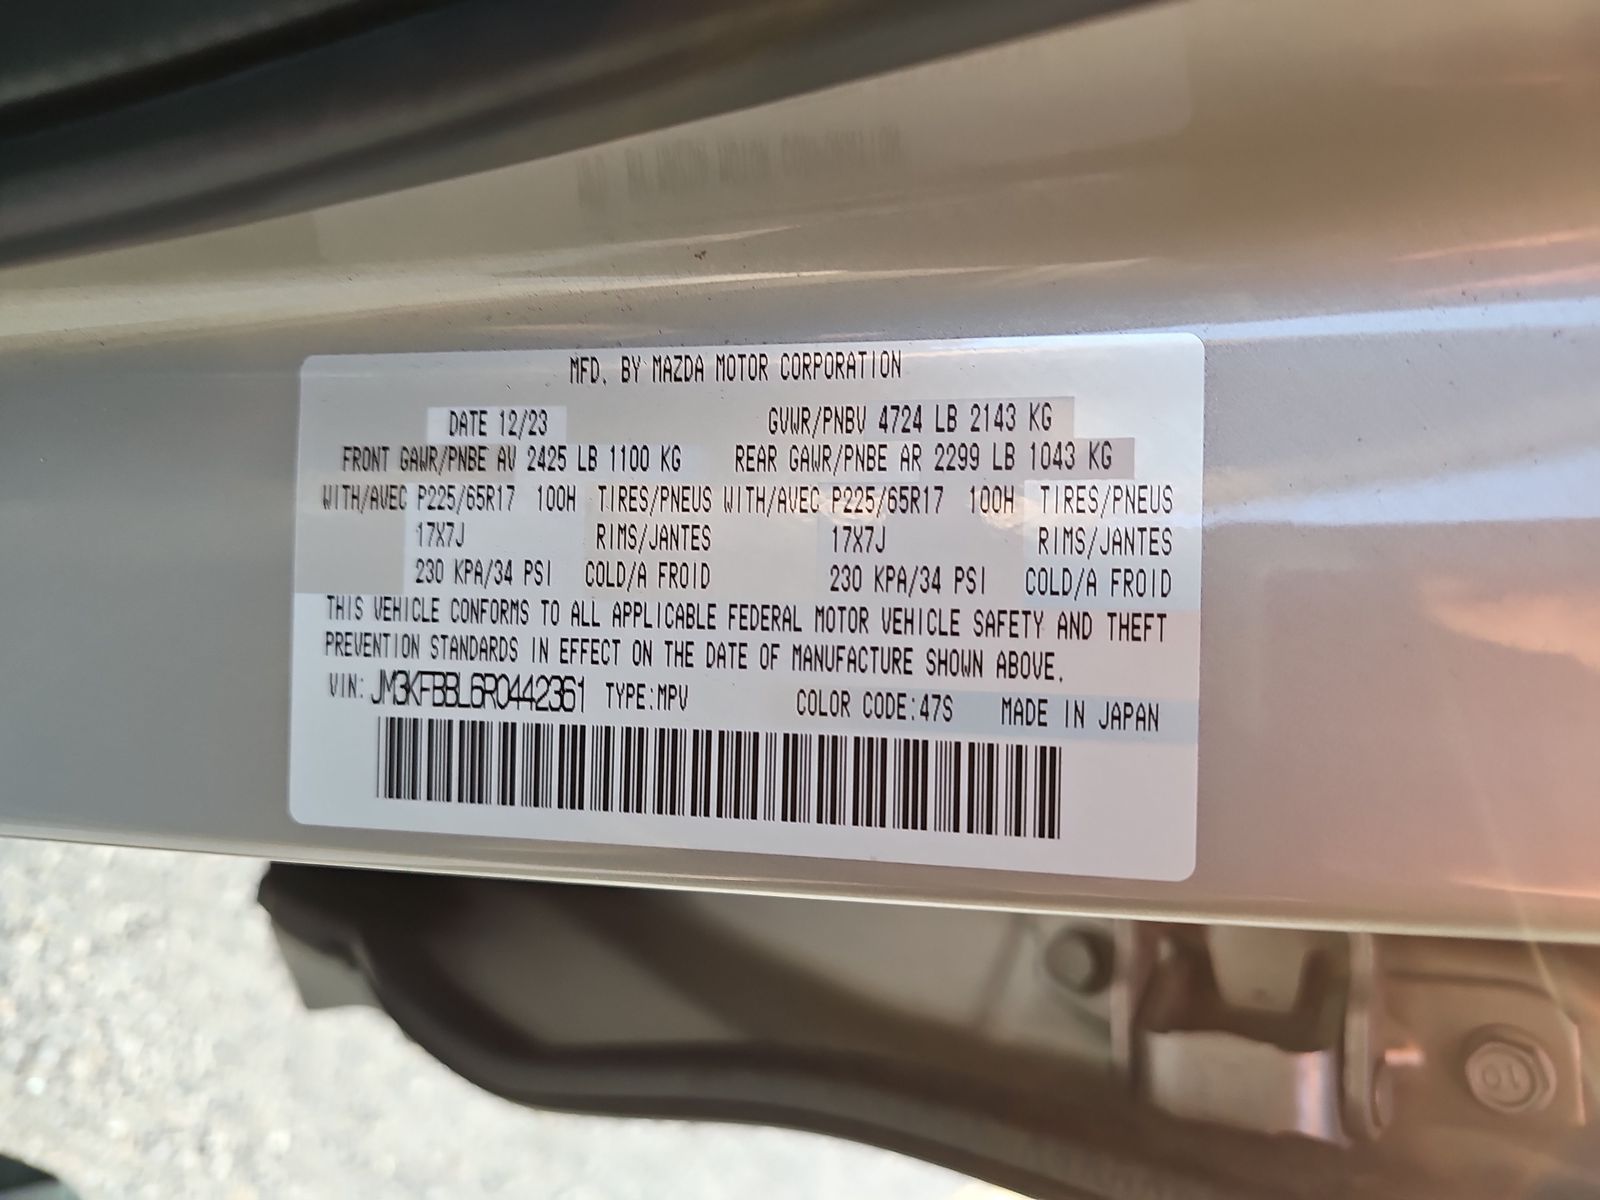 MFD. BY MAZDA MOTOR CORPORATION
DATE 12/23 GVWR/PNBV 4724 LB 2143 KG
FRONT GAWR/PNBE AV 2425 LB 1100 KG REAR GAWR/PNBE AR 2299 LB 1043 KG
WITH/AVEC P225/65R17 100H TIRES/PNEUS WITH/AVEC P225/65R17 100H TIRES/PNEUS
17X7J RIMS/JANTES 17X7J RIMS/JANTES
230 KPA/34 PSI COLD/A FROID 230 KPA/34 PSI COLD/A FROID
THIS VEHICLE CONFORMS TO ALL APPLICABLE FEDERAL MOTOR VEHICLE SAFETY AND THEFT
PREVENTION STANDARDS IN EFFECT ON THE DATE OF MANUFACTURE SHOWN ABOVE.
VIN: JM3KFBBL6R0442361 TYPE:MPV COLOR CODE:47S MADE IN JAPAN
10